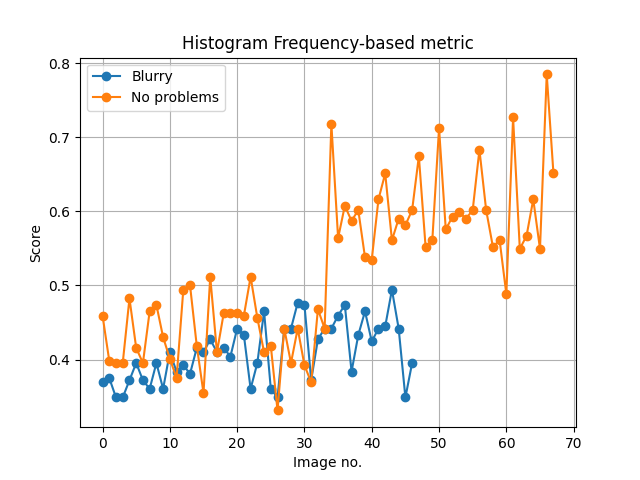 Histogram Frequency-based metric
Blurry
No problems
Score
0.8
0.7
0.6
0.5
0.4
0 10 20 30 40 50 60 70
Image no.